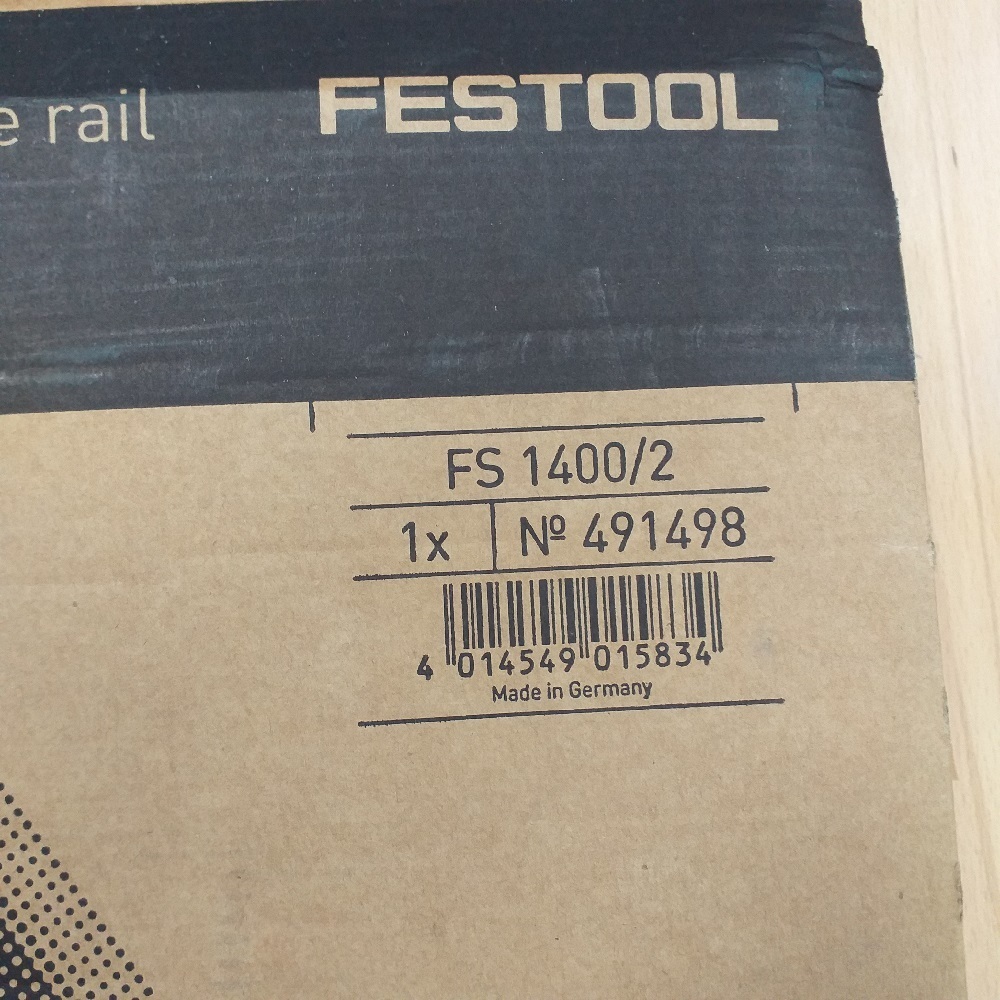 e rail
FESTOOL
FS 1400/2
1x
Nº 491498
4 014549 015834
Made in Germany